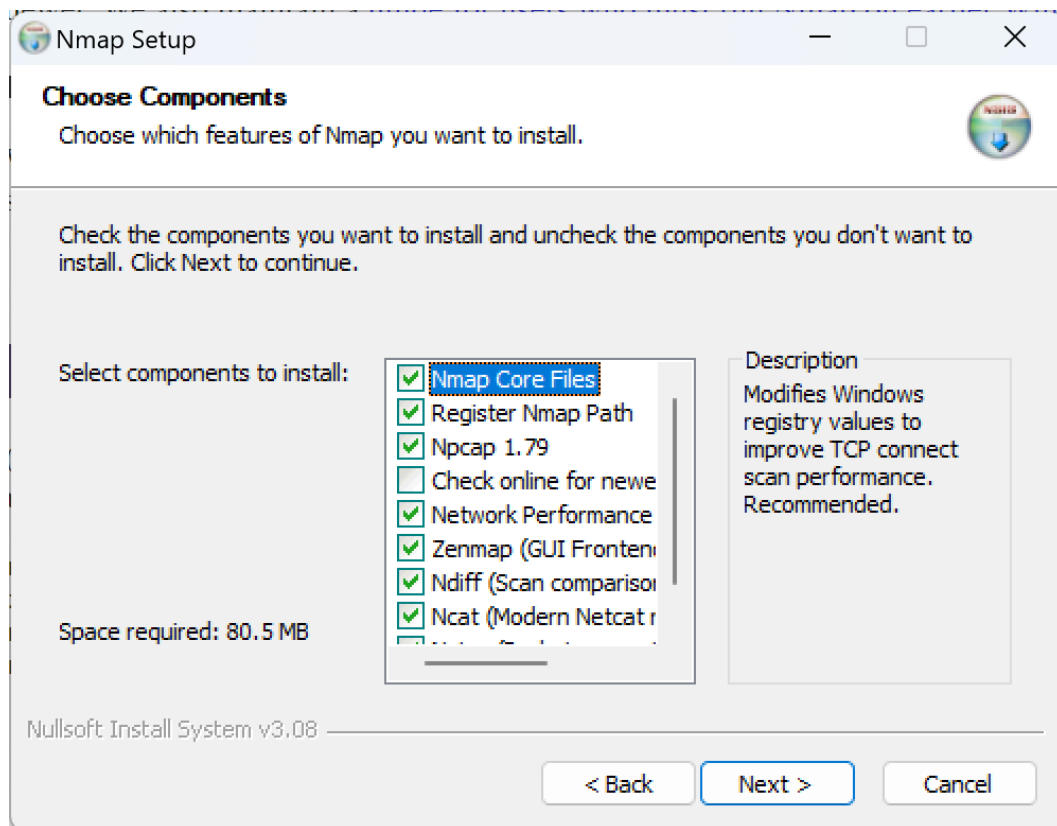 Nmap Setup
Choose Components
Choose which features of Nmap you want to install.
Check the components you want to install and uncheck the components you don't want to
install. Click Next to continue.
Select components to install:
Nmap Core Files
Register Nmap Path
Npcap 1.79
Check online for newe
Network Performance
Zenmap (GUI Fronten
Ndiff (Scan compariso
Ncat (Modern Netcat r
Space required: 80.5 MB
Description
Modifies Windows
registry values to
improve TCP connect
scan performance.
Recommended.
Nullsoft Install System v3.08
< Back
Next >
Cancel